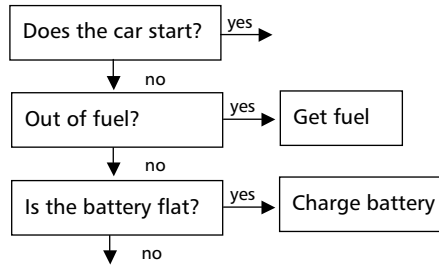 Does the car start?
yes
no
Out of fuel?
yes
Get fuel
no
Is the battery flat?
yes
Charge battery
no